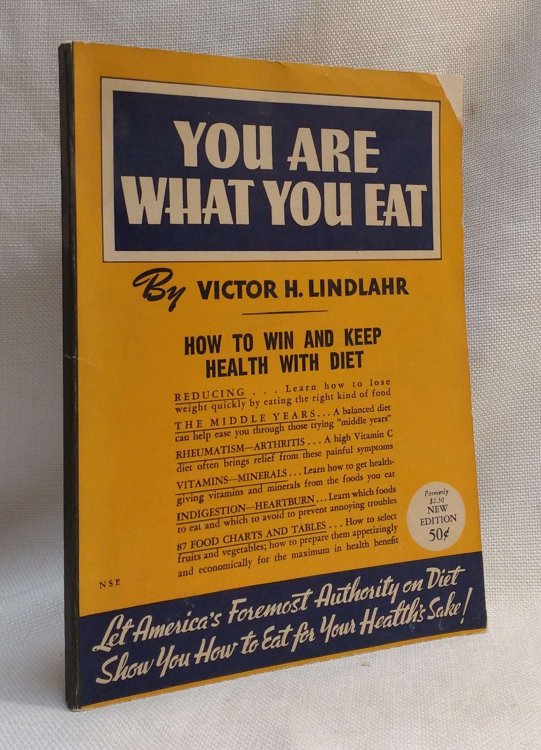 YOU ARE
WHAT YOU EAT
By VICTOR H. LINDLAHR
HOW TO WIN AND KEEP
HEALTH WITH DIET
REDUCING . . . Learn how to lose
weight quickly by eating the right kind of food
THE MIDDLE YEARS . . . A balanced diet
can help ease you through those trying "middle years"
RHEUMATISM—ARTHRITIS . . . A high Vitamin C
diet often brings relief from these painful symptoms
VITAMINS—MINERALS . . . Learn how to get health-
giving vitamins and minerals from the foods you eat
INDIGESTION—HEARTBURN . . . Learn which foods
to eat and which to avoid to prevent annoying troubles
87 FOOD CHARTS AND TABLES . . . How to select
fruits and vegetables; how to prepare them appetizingly
and economically for the maximum in health benefit
Formerly
$2.50
NEW
EDITION
50¢
NSE
Let America's Foremost Authority on Diet
Show You How to Eat for Your Health's Sake!